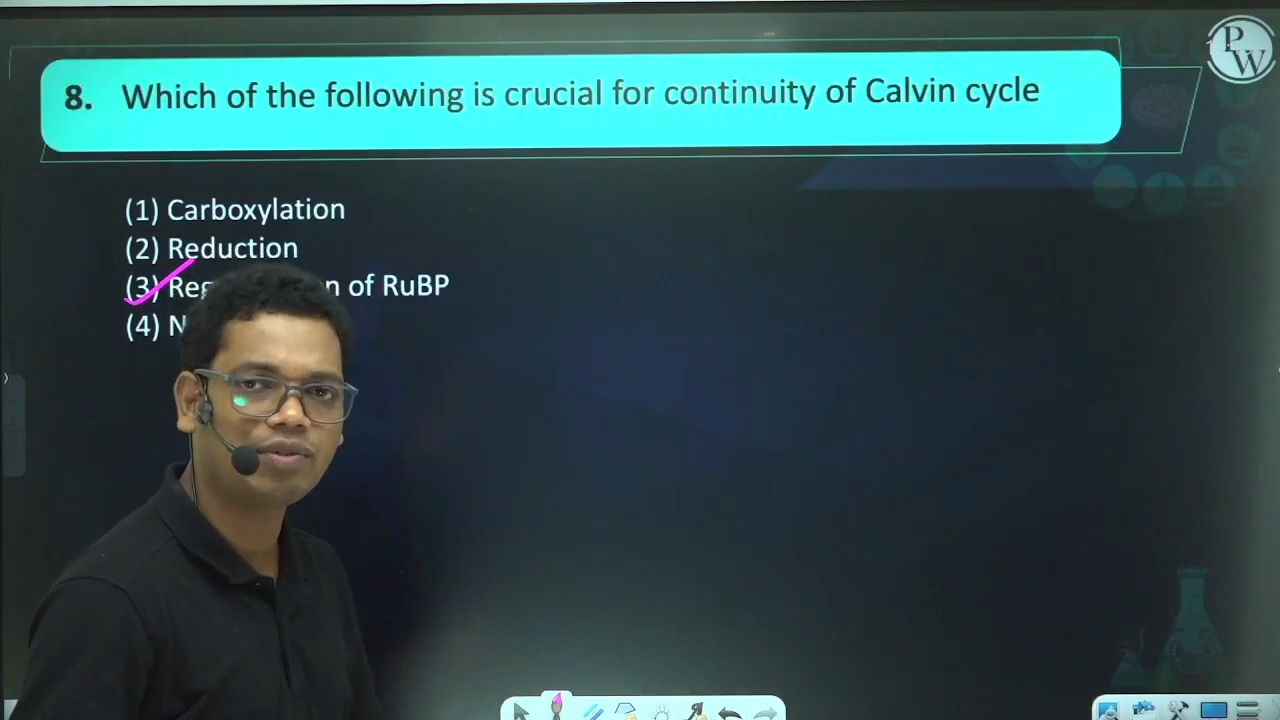 PW
8. Which of the following is crucial for continuity of Calvin cycle
(1) Carboxylation
(2) Reduction
(3) of RuBP
(4)